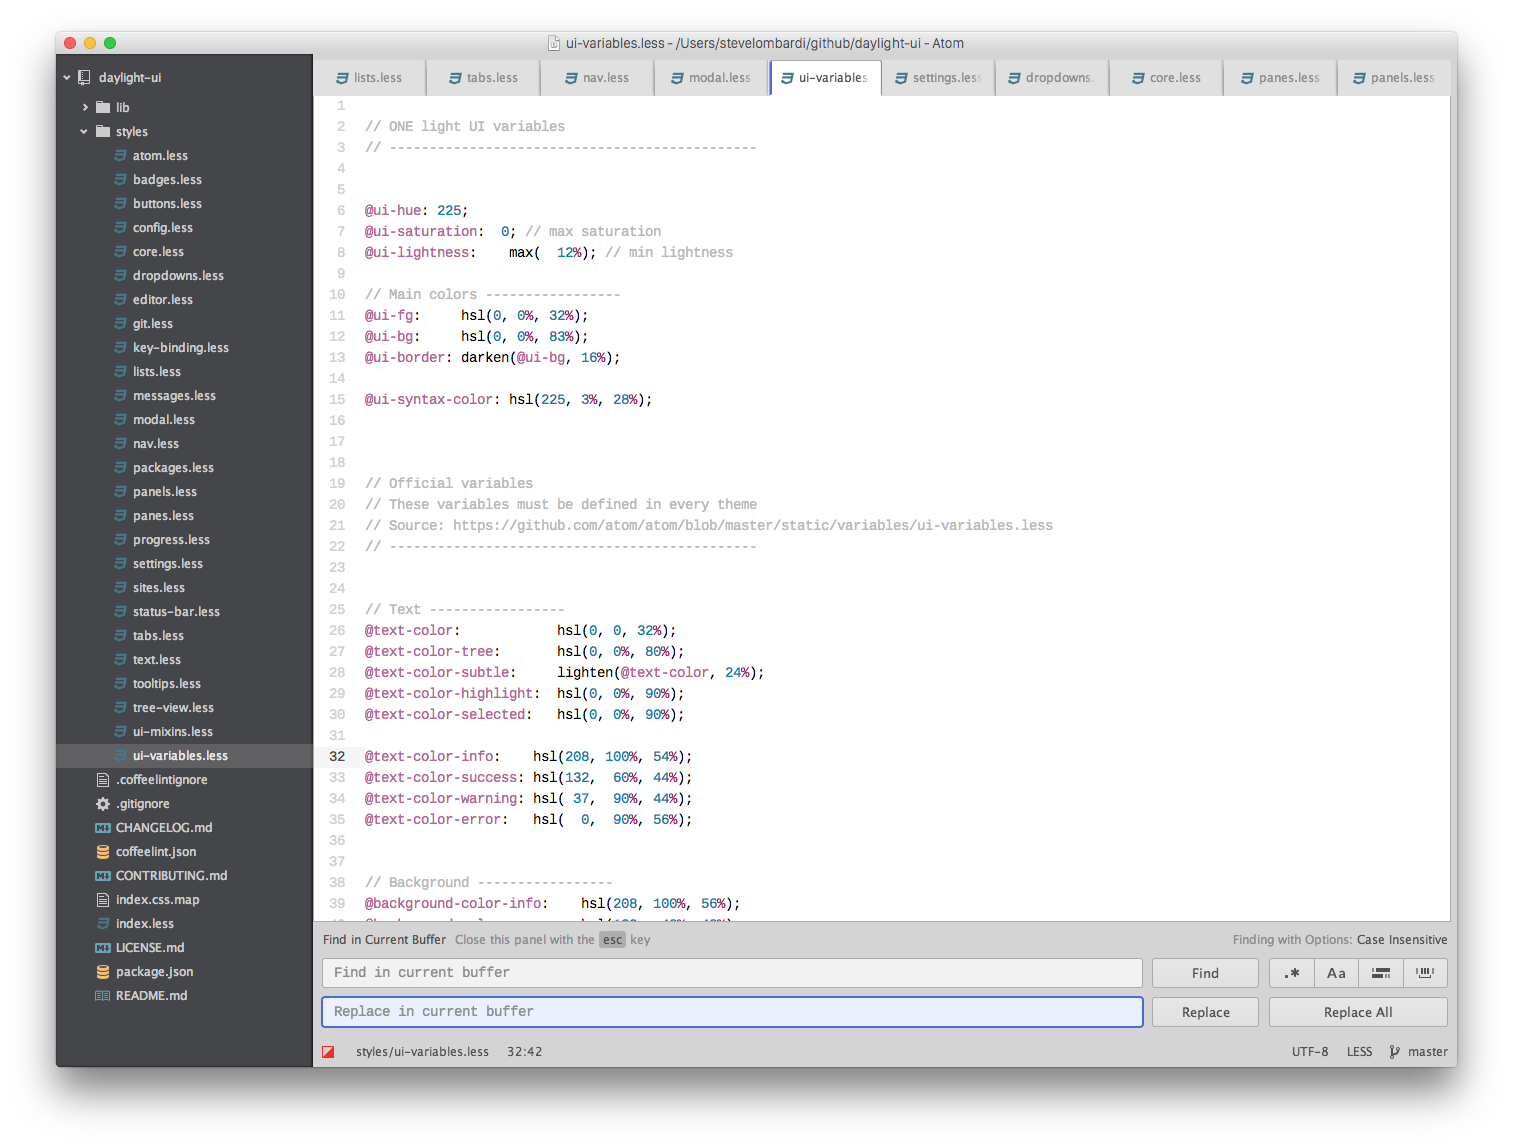 ui-variables.less - /Users/stevelombardi/github/daylight-ui - Atom
daylight-ui
lib
styles
atom.less
badges.less
buttons.less
config.less
core.less
dropdowns.less
editor.less
git.less
key-binding.less
lists.less
messages.less
modal.less
nav.less
packages.less
panels.less
panes.less
progress.less
settings.less
sites.less
status-bar.less
tabs.less
text.less
tooltips.less
tree-view.less
ui-mixins.less
ui-variables.less
.coffeelintignore
.gitignore
CHANGELOG.md
coffeelint.json
CONTRIBUTING.md
index.css.map
index.less
LICENSE.md
package.json
README.md
lists.less tabs.less nav.less modal.less ui-variables settings.less dropdowns. core.less panes.less panels.less
1
2 // ONE light UI variables
3 // ----------------------------------------------
4
5
6 @ui-hue: 225;
7 @ui-saturation:  0; // max saturation
8 @ui-lightness:    max(  12%); // min lightness
9
10 // Main colors -----------------
11 @ui-fg:     hsl(0, 0%, 32%);
12 @ui-bg:     hsl(0, 0%, 83%);
13 @ui-border: darken(@ui-bg, 16%);
14
15 @ui-syntax-color: hsl(225, 3%, 28%);
16
17
18
19 // Official variables
20 // These variables must be defined in every theme
21 // Source: https://github.com/atom/atom/blob/master/static/variables/ui-variables.less
22 // ----------------------------------------------
23
24
25 // Text -----------------
26 @text-color:            hsl(0, 0, 32%);
27 @text-color-tree:       hsl(0, 0%, 80%);
28 @text-color-subtle:     lighten(@text-color, 24%);
29 @text-color-highlight:  hsl(0, 0%, 90%);
30 @text-color-selected:   hsl(0, 0%, 90%);
31
32 @text-color-info:    hsl(208, 100%, 54%);
33 @text-color-success: hsl(132,  60%, 44%);
34 @text-color-warning: hsl( 37,  90%, 44%);
35 @text-color-error:   hsl(  0,  90%, 56%);
36
37
38 // Background -----------------
39 @background-color-info:    hsl(208, 100%, 56%);
Find in Current Buffer Close this panel with the esc key Finding with Options: Case Insensitive
Find in current buffer Find .* Aa
Replace in current buffer Replace Replace All
styles/ui-variables.less 32:42 UTF-8 LESS master